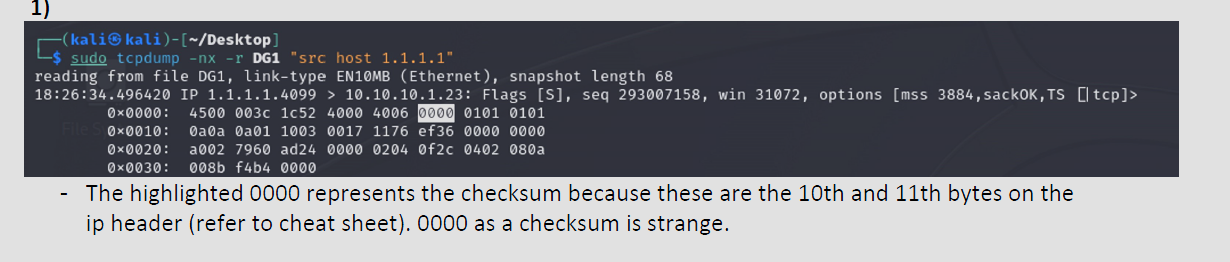 1)
┌──(kali㉿kali)-[~/Desktop]
└─$ sudo tcpdump -nx -r DG1 "src host 1.1.1.1"
reading from file DG1, link-type EN10MB (Ethernet), snapshot length 68
18:26:34.496420 IP 1.1.1.1.4099 > 10.10.10.1.23: Flags [S], seq 293007158, win 31072, options [mss 3884,sackOK,TS [|tcp]>
0x0000: 4500 003c 1c52 4000 4006 0000 0101 0101
0x0010: 0a0a 0a01 1003 0017 1176 ef36 0000 0000
0x0020: a002 7960 ad24 0000 0204 0f2c 0402 080a
0x0030: 008b f4b4 0000
- The highlighted 0000 represents the checksum because these are the 10th and 11th bytes on the
ip header (refer to cheat sheet). 0000 as a checksum is strange.